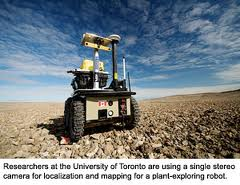 Researchers at the University of Toronto are using a single stereo
camera for localization and mapping for a plant-exploring robot.